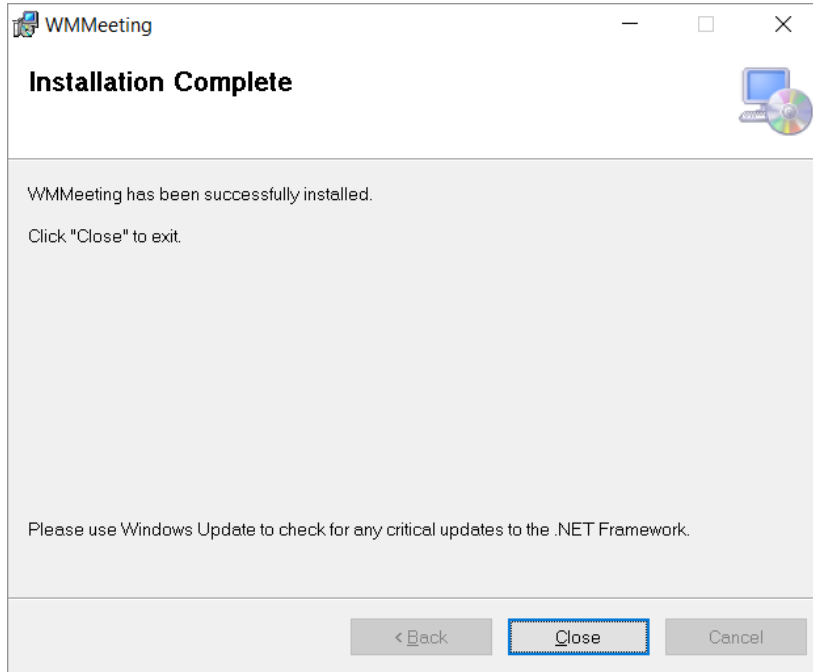 WMMeeting
Installation Complete
WMMeeting has been successfully installed.
Click "Close" to exit.
Please use Windows Update to check for any critical updates to the .NET Framework.
< Back
Close
Cancel